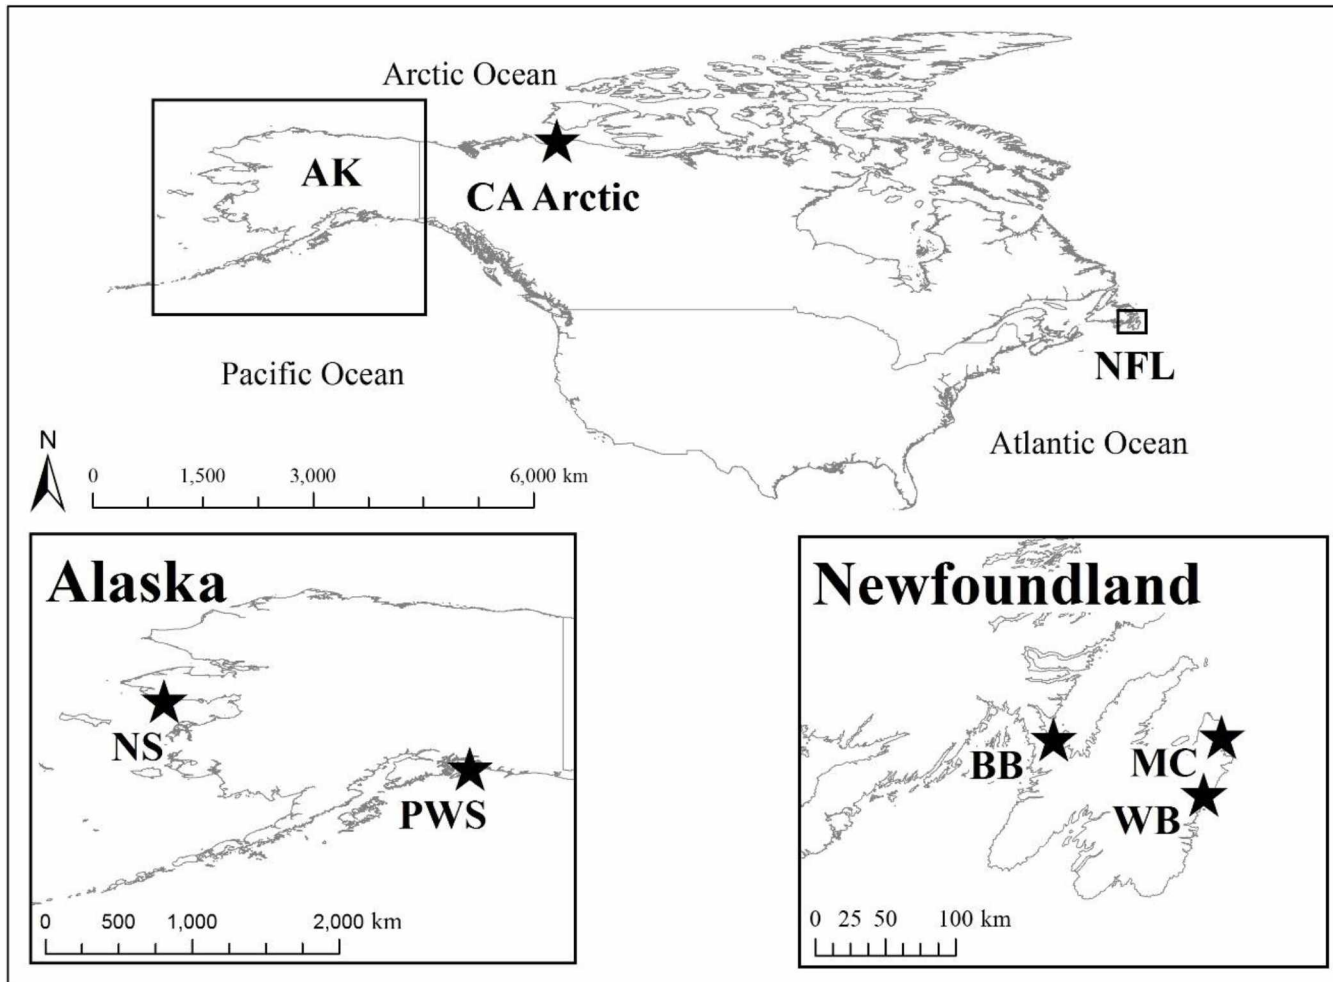 Arctic Ocean
AK
CA Arctic
Pacific Ocean
NFL
Atlantic Ocean
N
0 1,500 3,000 6,000 km
Alaska
NS
PWS
0 500 1,000 2,000 km
Newfoundland
BB
MC
WB
0 25 50 100 km